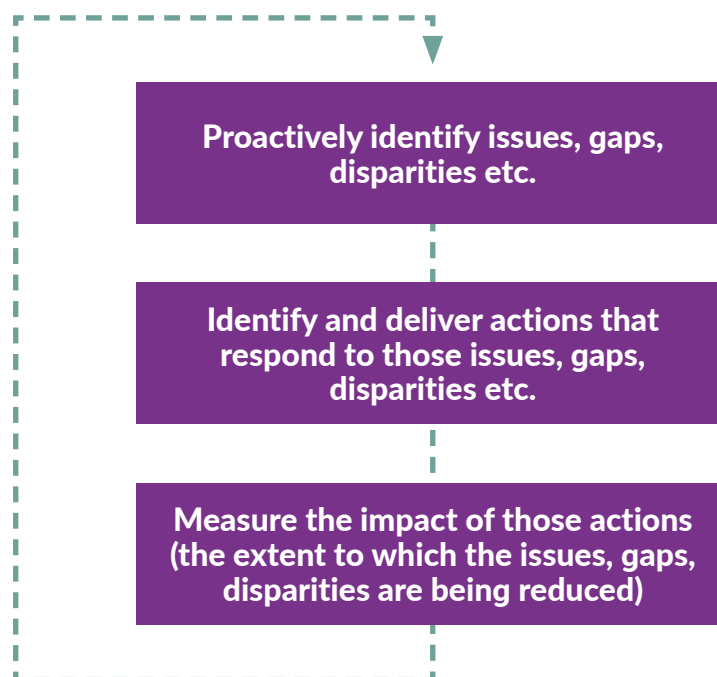 Proactively identify issues, gaps,
disparities etc.
Identify and deliver actions that
respond to those issues, gaps,
disparities etc.
Measure the impact of those actions
(the extent to which the issues, gaps,
disparities are being reduced)